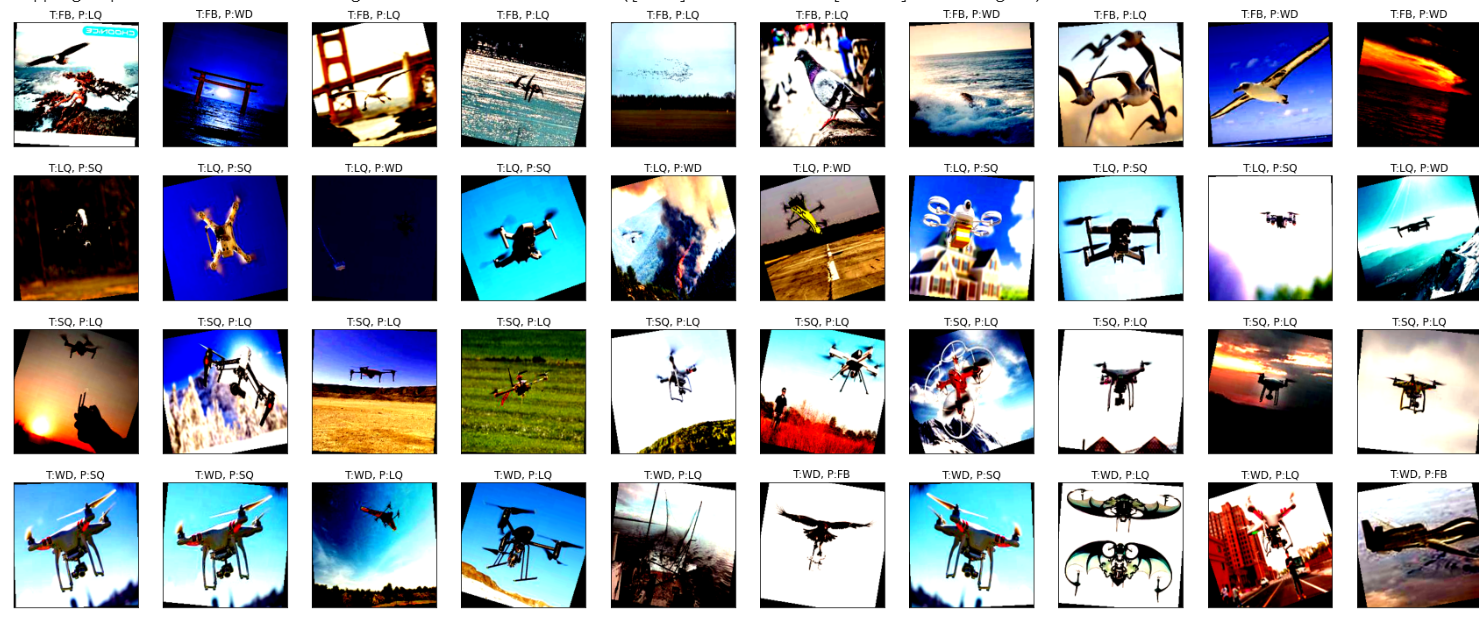 T:FB, P:LQ T:FB, P:WD T:FB, P:LQ T:FB, P:LQ T:FB, P:LQ T:FB, P:LQ T:FB, P:WD T:FB, P:LQ T:FB, P:WD T:FB, P:WD
T:LQ, P:SQ T:LQ, P:SQ T:LQ, P:WD T:LQ, P:SQ T:LQ, P:WD T:LQ, P:WD T:LQ, P:SQ T:LQ, P:SQ T:LQ, P:SQ T:LQ, P:WD
T:SQ, P:LQ T:SQ, P:LQ T:SQ, P:LQ T:SQ, P:LQ T:SQ, P:LQ T:SQ, P:LQ T:SQ, P:LQ T:SQ, P:LQ T:SQ, P:LQ T:SQ, P:LQ
T:WD, P:SQ T:WD, P:SQ T:WD, P:LQ T:WD, P:LQ T:WD, P:LQ T:WD, P:FB T:WD, P:SQ T:WD, P:LQ T:WD, P:LQ T:WD, P:FB